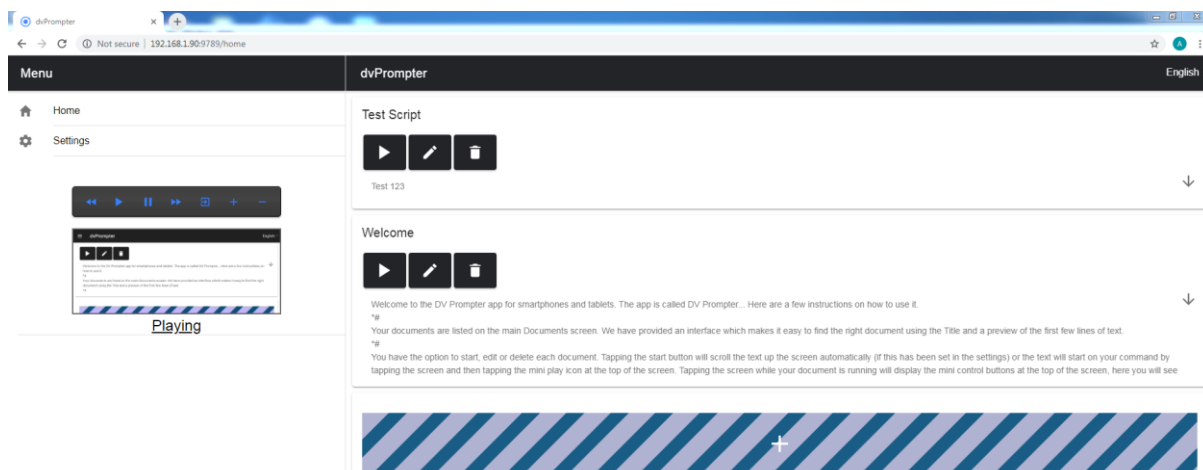 dvPrompter
Not secure | 192.168.1.90:9789/home
A
Menu
dvPrompter
English
Home
Settings
dvPrompter
English
Playing
Test Script
Test 123
Welcome
Welcome to the DV Prompter app for smartphones and tablets. The app is called DV Prompter... Here are a few instructions on how to use it.
*#
Your documents are listed on the main Documents screen. We have provided an interface which makes it easy to find the right document using the Title and a preview of the first few lines of text.
*#
You have the option to start, edit or delete each document. Tapping the start button will scroll the text up the screen automatically (if this has been set in the settings) or the text will start on your command by
tapping the screen and then tapping the mini play icon at the top of the screen. Tapping the screen while your document is running will display the mini control buttons at the top of the screen, here you will see